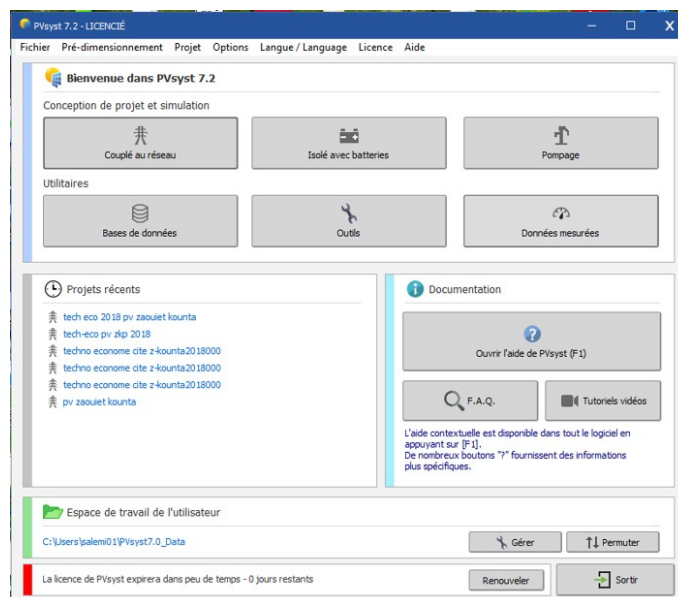 PVsyst 7.2 - LICENCIÉ
Fichier Pré-dimensionnement Projet Options Langue / Language Licence Aide
Bienvenue dans PVsyst 7.2
Conception de projet et simulation
Couplé au réseau
Isolé avec batteries
Pompage
Utilitaires
Bases de données
Outils
Données mesurées
Projets récents
tech eco 2018 pv zaouiet kounta
tech-eco pv zkp 2018
techno econome cite z-kounta2018000
techno econome cite z-kounta2018000
techno econome cite z-kounta2018000
pv zaouiet kounta
Documentation
Ouvrir l'aide de PVsyst (F1)
F.A.Q.
Tutoriels vidéos
L'aide contextuelle est disponible dans tout le logiciel en
appuyant sur [F1].
De nombreux boutons "?" fournissent des informations
plus spécifiques.
Espace de travail de l'utilisateur
C:\Users\salemi01\PVsyst7.0_Data
Gérer
Permuter
La licence de PVsyst expirera dans peu de temps - 0 jours restants
Renouveler
Sortir